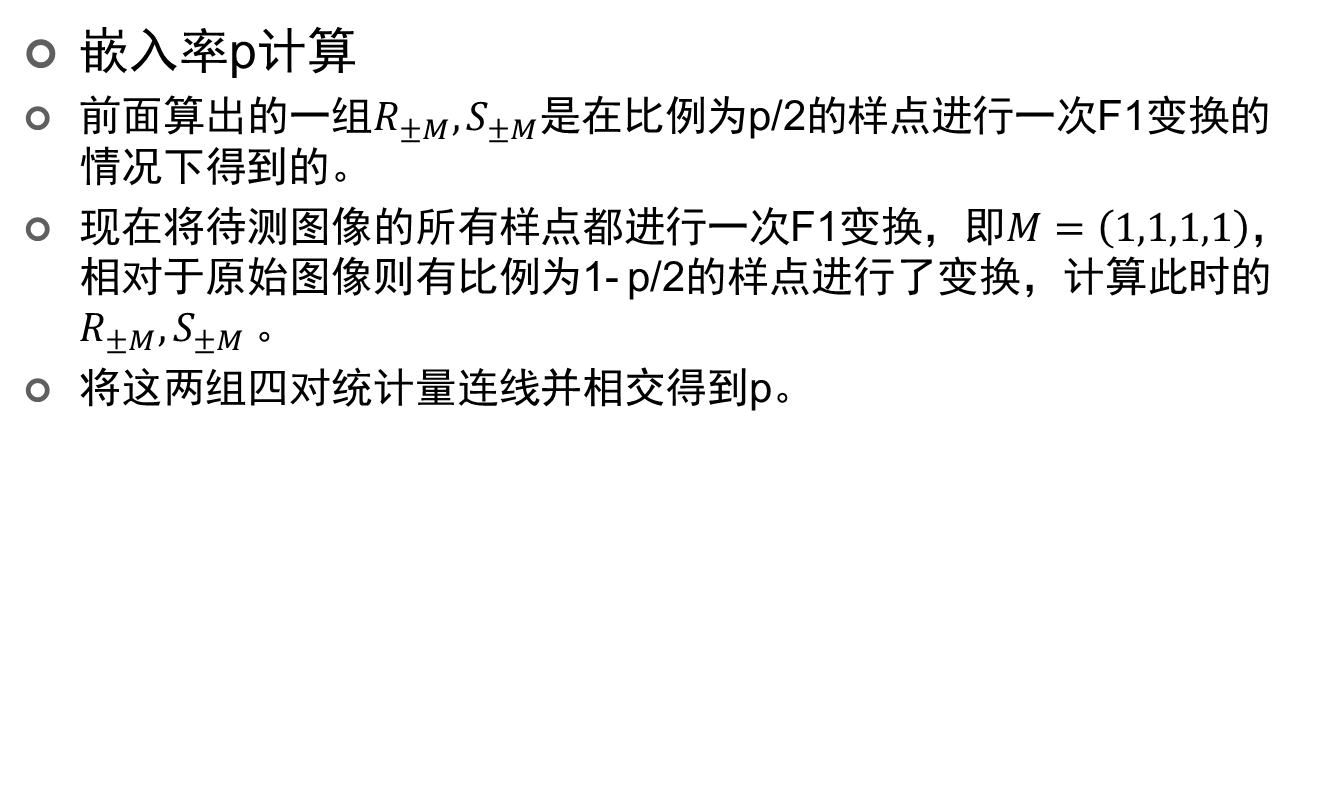 嵌入率p计算
前面算出的一组R±M,S±M是在比例为p/2的样点进行一次F1变换的
情况下得到的。
现在将待测图像的所有样点都进行一次F1变换，即M = (1,1,1,1)，
相对于原始图像则有比例为1- p/2的样点进行了变换，计算此时的
R±M,S±M 。
将这两组四对统计量连线并相交得到p。